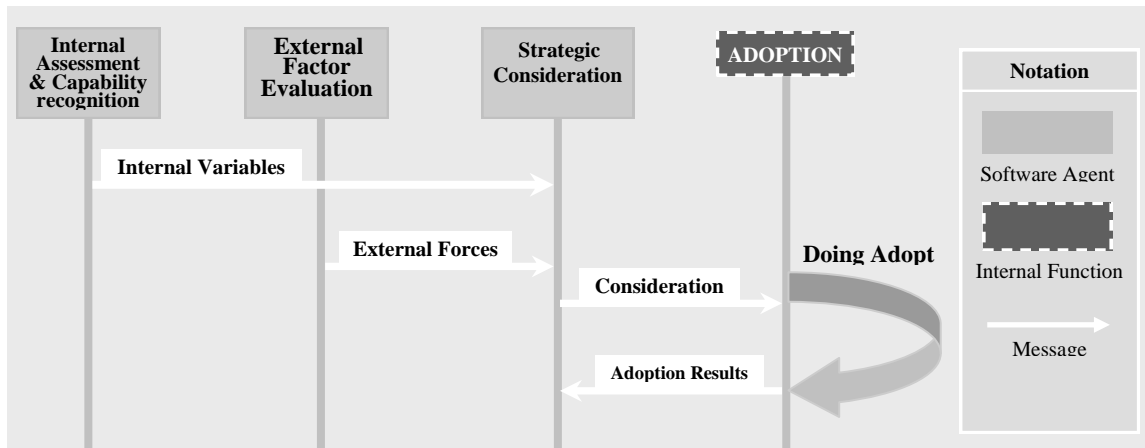 Internal
Assessment
& Capability
recognition
External
Factor
Evaluation
Strategic
Consideration
ADOPTION
Notation
Internal Variables
Software Agent
External Forces
Doing Adopt
Internal Function
Consideration
Message
Adoption Results